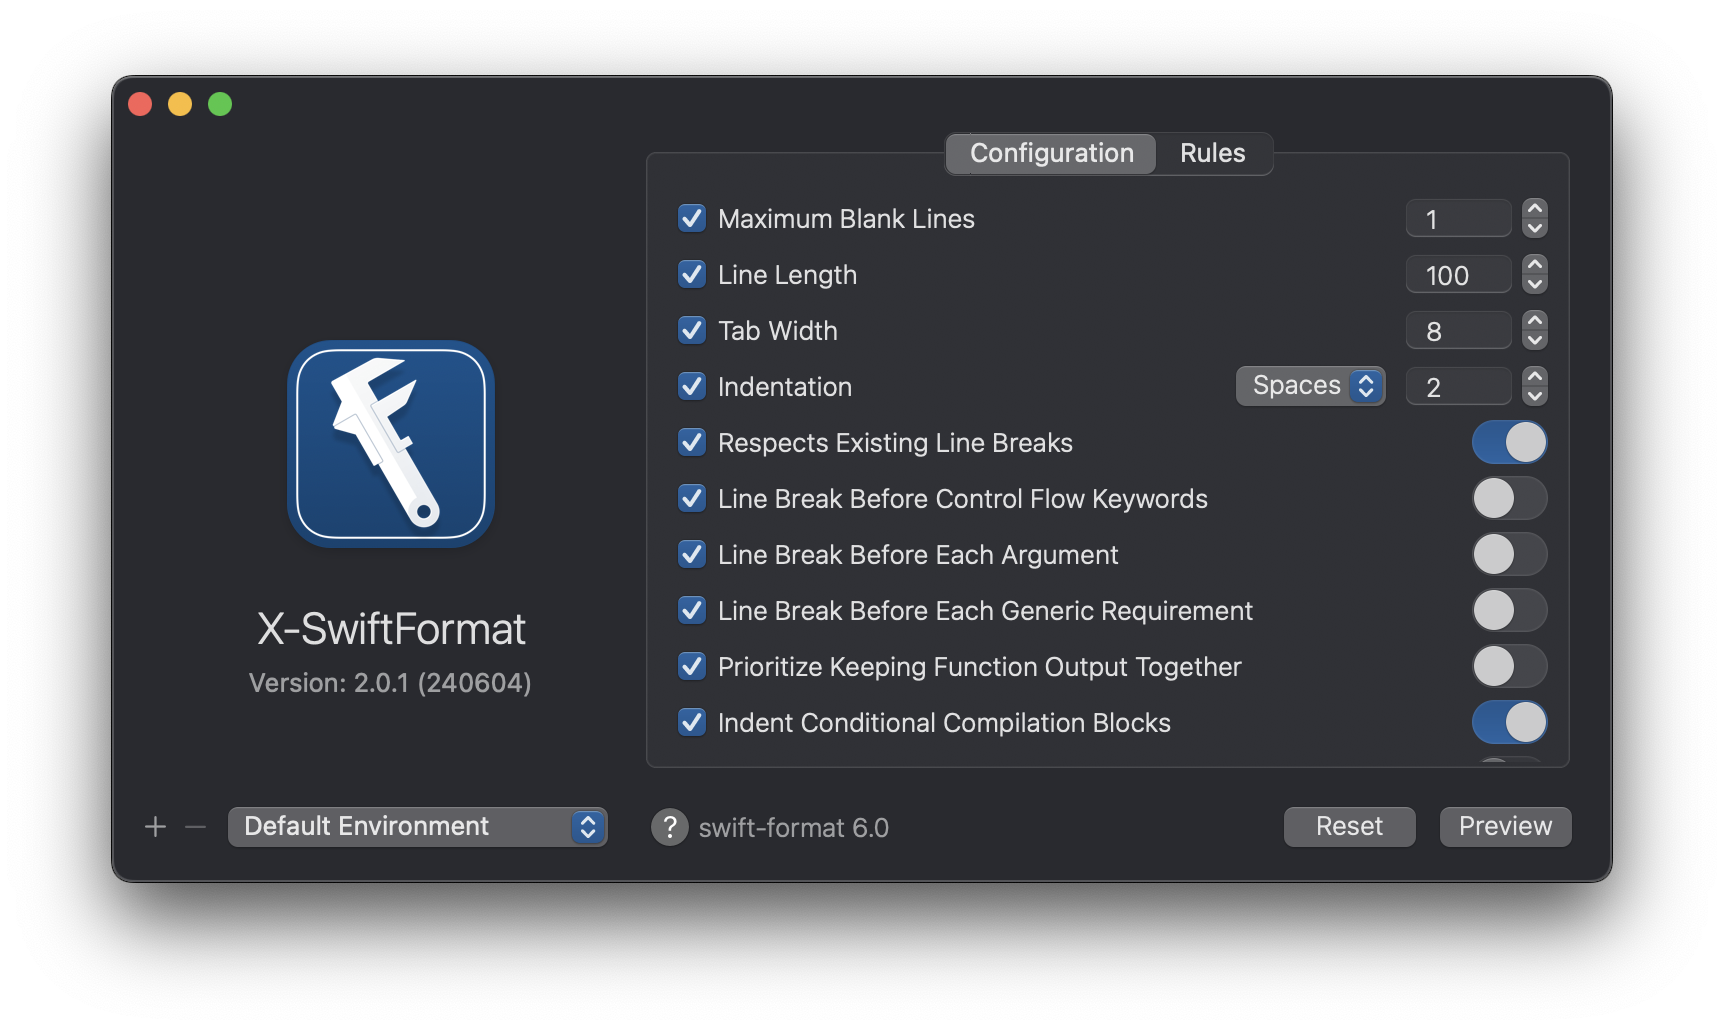 Configuration Rules
Maximum Blank Lines 1
Line Length 100
Tab Width 8
Indentation Spaces 2
Respects Existing Line Breaks
Line Break Before Control Flow Keywords
Line Break Before Each Argument
Line Break Before Each Generic Requirement
Prioritize Keeping Function Output Together
Indent Conditional Compilation Blocks
X-SwiftFormat
Version: 2.0.1 (240604)
+ − Default Environment ? swift-format 6.0 Reset Preview